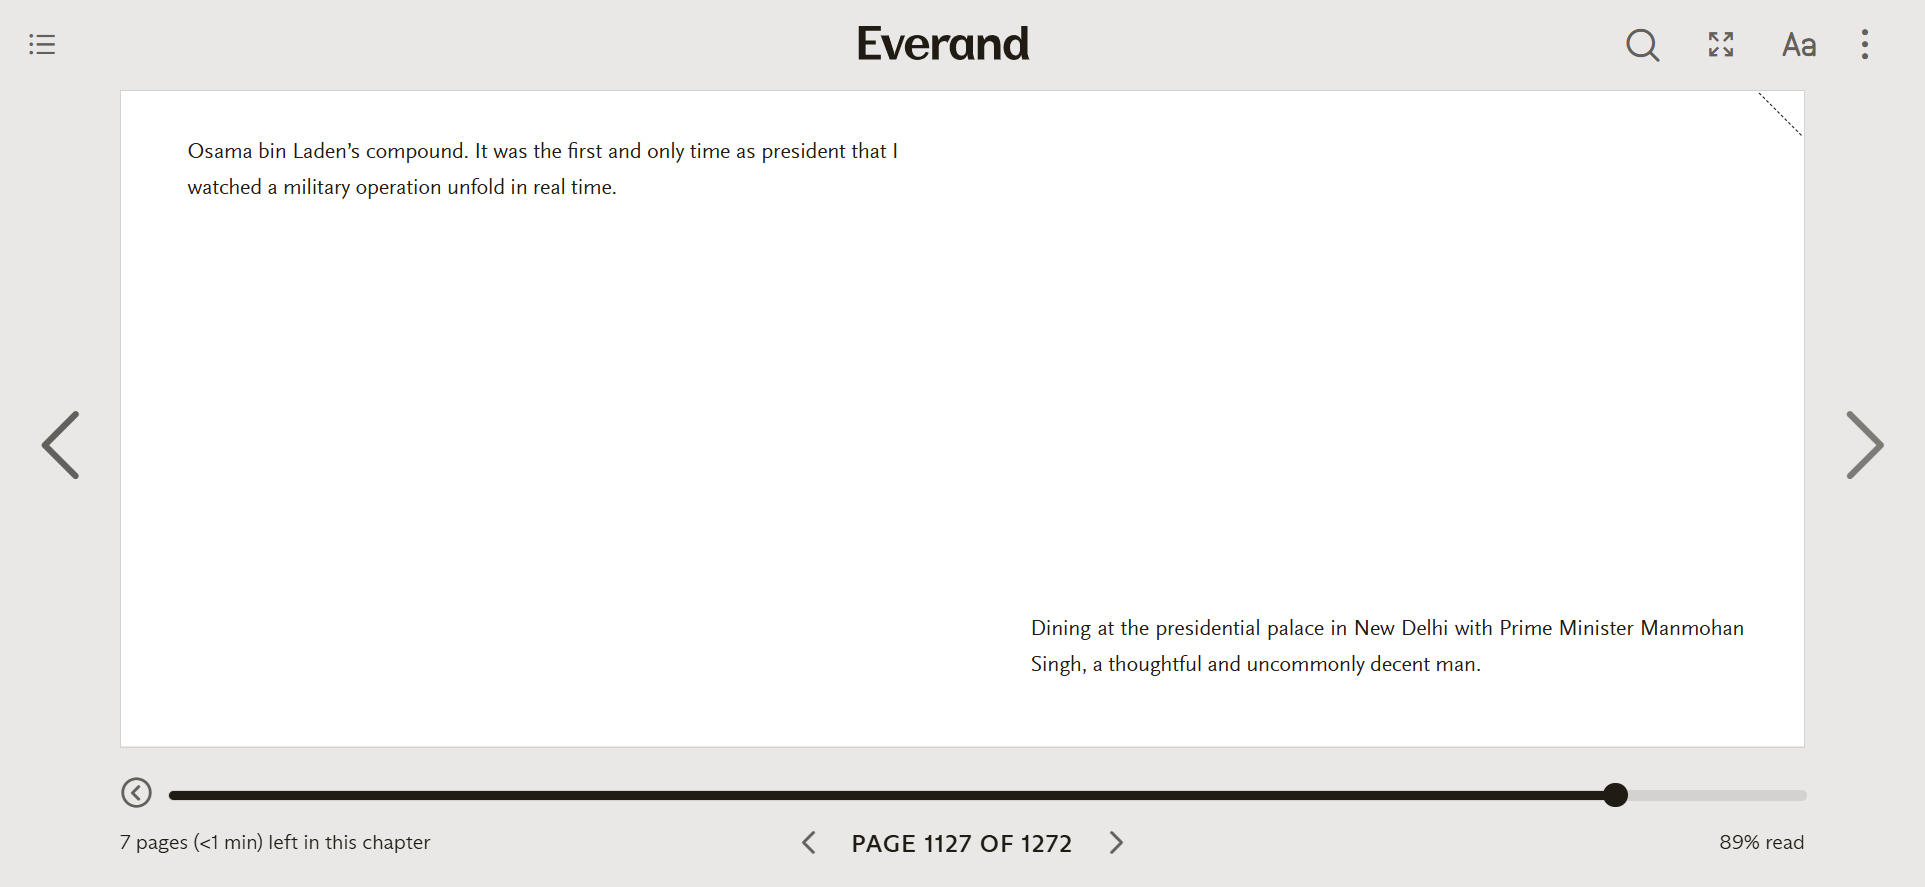 Everand
Aa
Osama bin Laden’s compound. It was the first and only time as president that I
watched a military operation unfold in real time.
Dining at the presidential palace in New Delhi with Prime Minister Manmohan
Singh, a thoughtful and uncommonly decent man.
7 pages (<1 min) left in this chapter
PAGE 1127 OF 1272
89% read